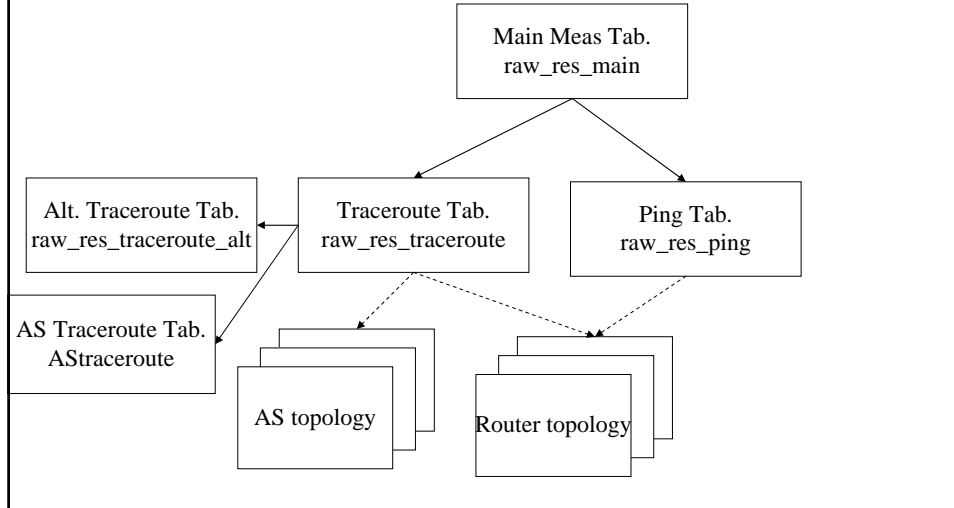 Main Meas Tab.
raw_res_main
Alt. Traceroute Tab.
raw_res_traceroute_alt
Traceroute Tab.
raw_res_traceroute
Ping Tab.
raw_res_ping
AS Traceroute Tab.
AStraceroute
AS topology
Router topology